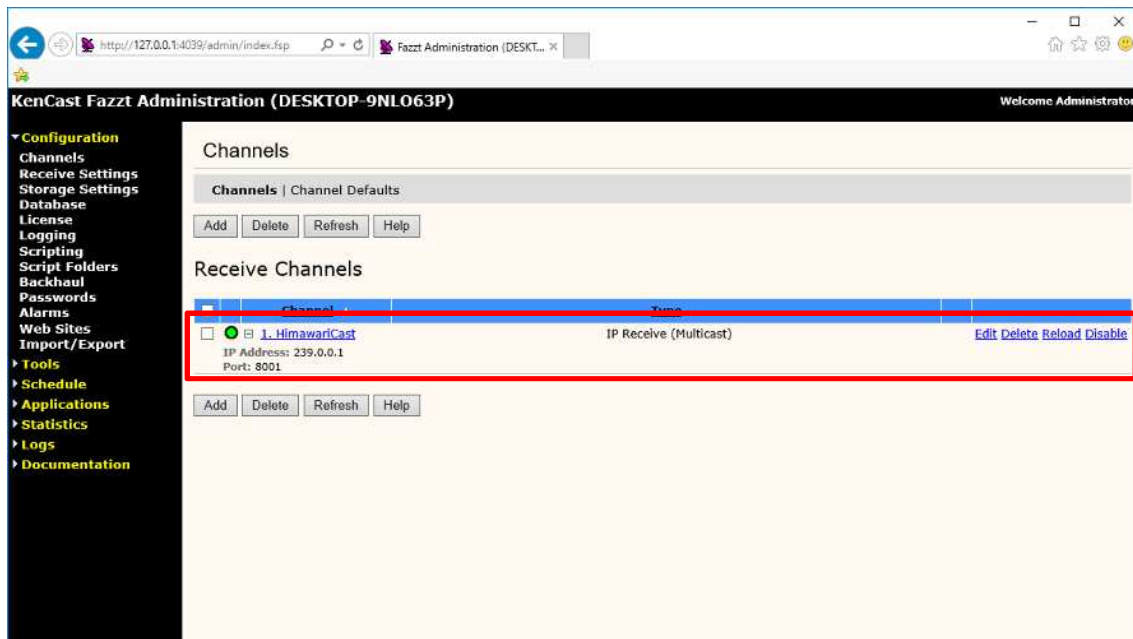 http://127.0.0.1:4039/admin/index.fsp
Fazzt Administration (DESKT...
KenCast Fazzt Administration (DESKTOP-9NLO63P)
Welcome Administrator
Configuration
Channels
Receive Settings
Storage Settings
Database
License
Logging
Scripting
Script Folders
Backhaul
Passwords
Alarms
Web Sites
Import/Export
Tools
Schedule
Applications
Statistics
Logs
Documentation
Channels
Channels | Channel Defaults
Add Delete Refresh Help
Receive Channels
Channel Type
1. HimawariCast IP Receive (Multicast) Edit Delete Reload Disable
IP Address: 239.0.0.1
Port: 8001
Add Delete Refresh Help